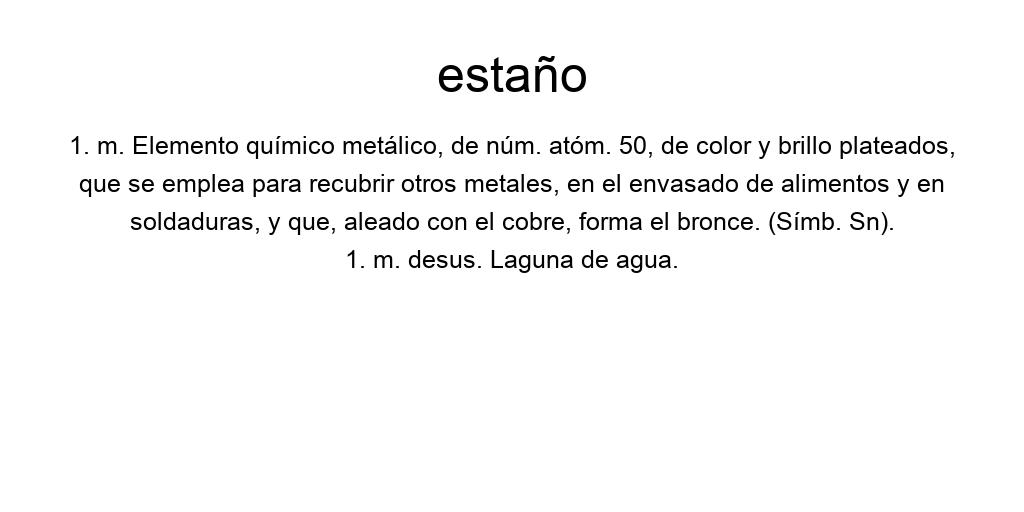 estaño
1. m. Elemento químico metálico, de núm. atóm. 50, de color y brillo plateados,
que se emplea para recubrir otros metales, en el envasado de alimentos y en
soldaduras, y que, aleado con el cobre, forma el bronce. (Símb. Sn).
1. m. desus. Laguna de agua.